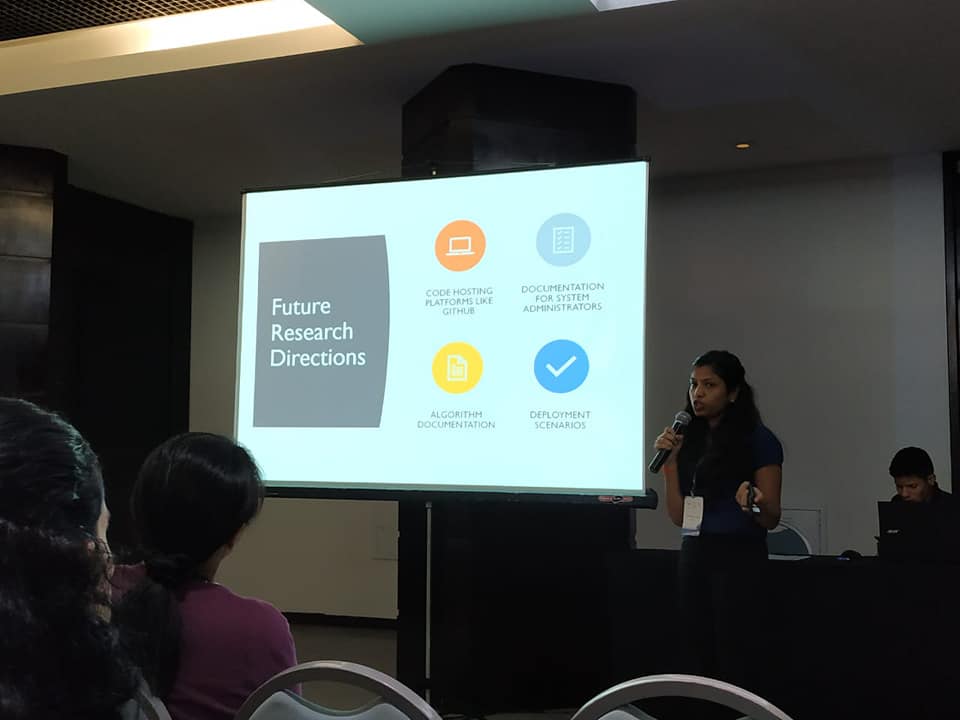 Future
Research
Directions
CODE HOSTING
PLATFORMS LIKE
GITHUB
DOCUMENTATION
FOR SYSTEM
ADMINISTRATORS
ALGORITHM
DOCUMENTATION
DEPLOYMENT
SCENARIOS